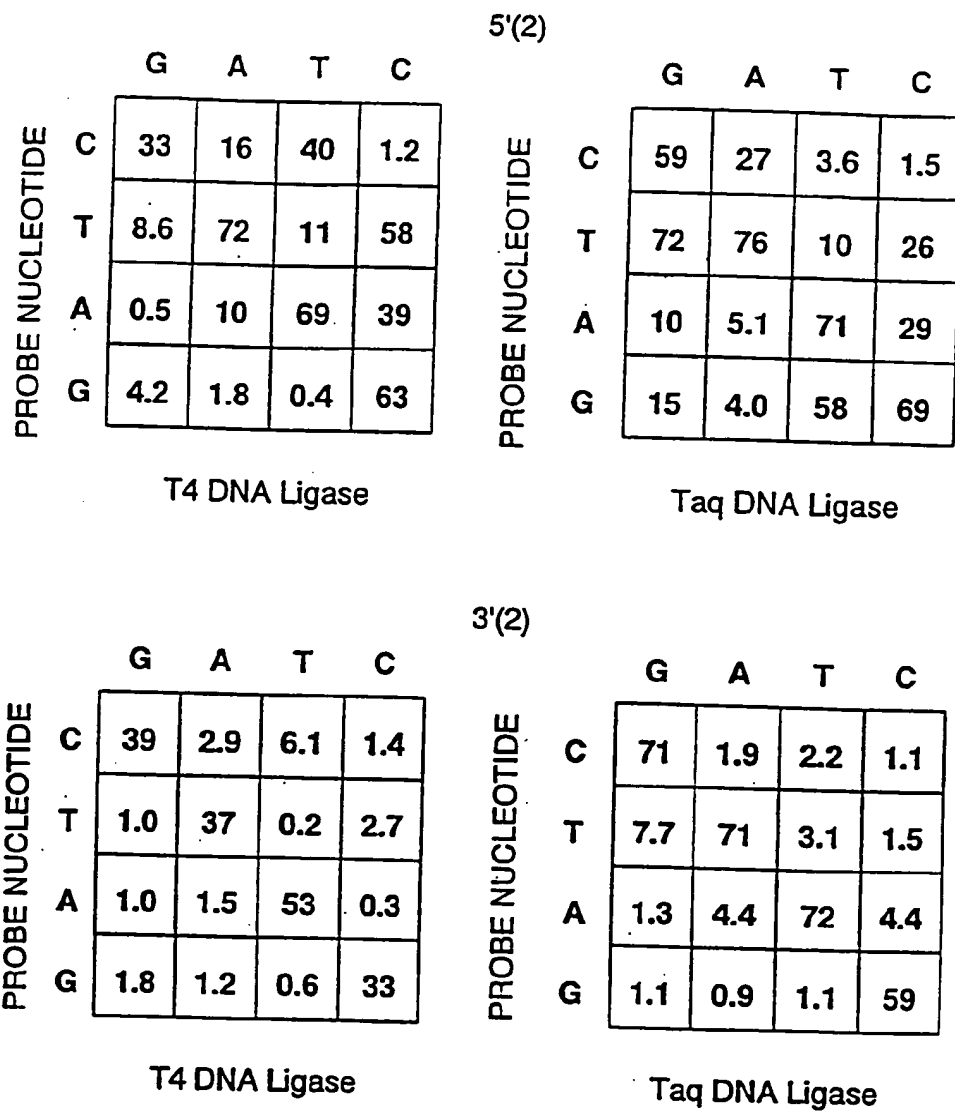 5'(2)
G A T C
PROBE NUCLEOTIDE
C 33 16 40 1.2
T 8.6 72 11 58
A 0.5 10 69 39
G 4.2 1.8 0.4 63
T4 DNA Ligase
G A T C
PROBE NUCLEOTIDE
C 59 27 3.6 1.5
T 72 76 10 26
A 10 5.1 71 29
G 15 4.0 58 69
Taq DNA Ligase
3'(2)
G A T C
PROBE NUCLEOTIDE
C 39 2.9 6.1 1.4
T 1.0 37 0.2 2.7
A 1.0 1.5 53 0.3
G 1.8 1.2 0.6 33
T4 DNA Ligase
G A T C
PROBE NUCLEOTIDE
C 71 1.9 2.2 1.1
T 7.7 71 3.1 1.5
A 1.3 4.4 72 4.4
G 1.1 0.9 1.1 59
Taq DNA Ligase